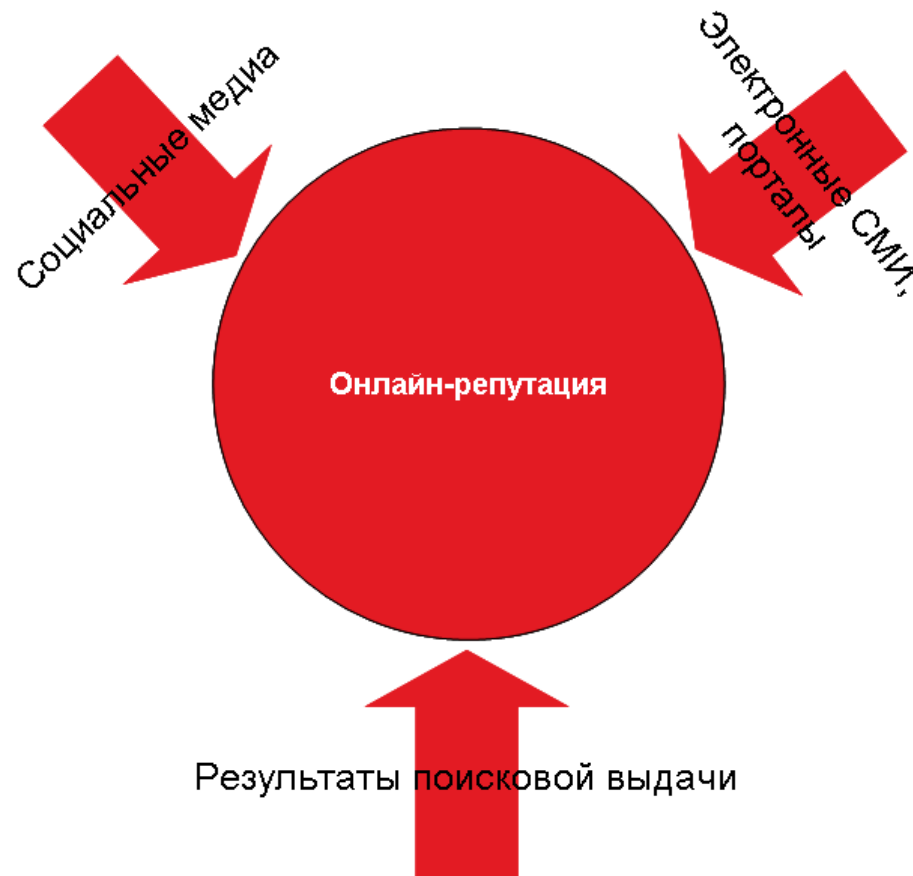 Социальные медиа
Электронные СМИ,
порталы
Онлайн-репутация
Результаты поисковой выдачи